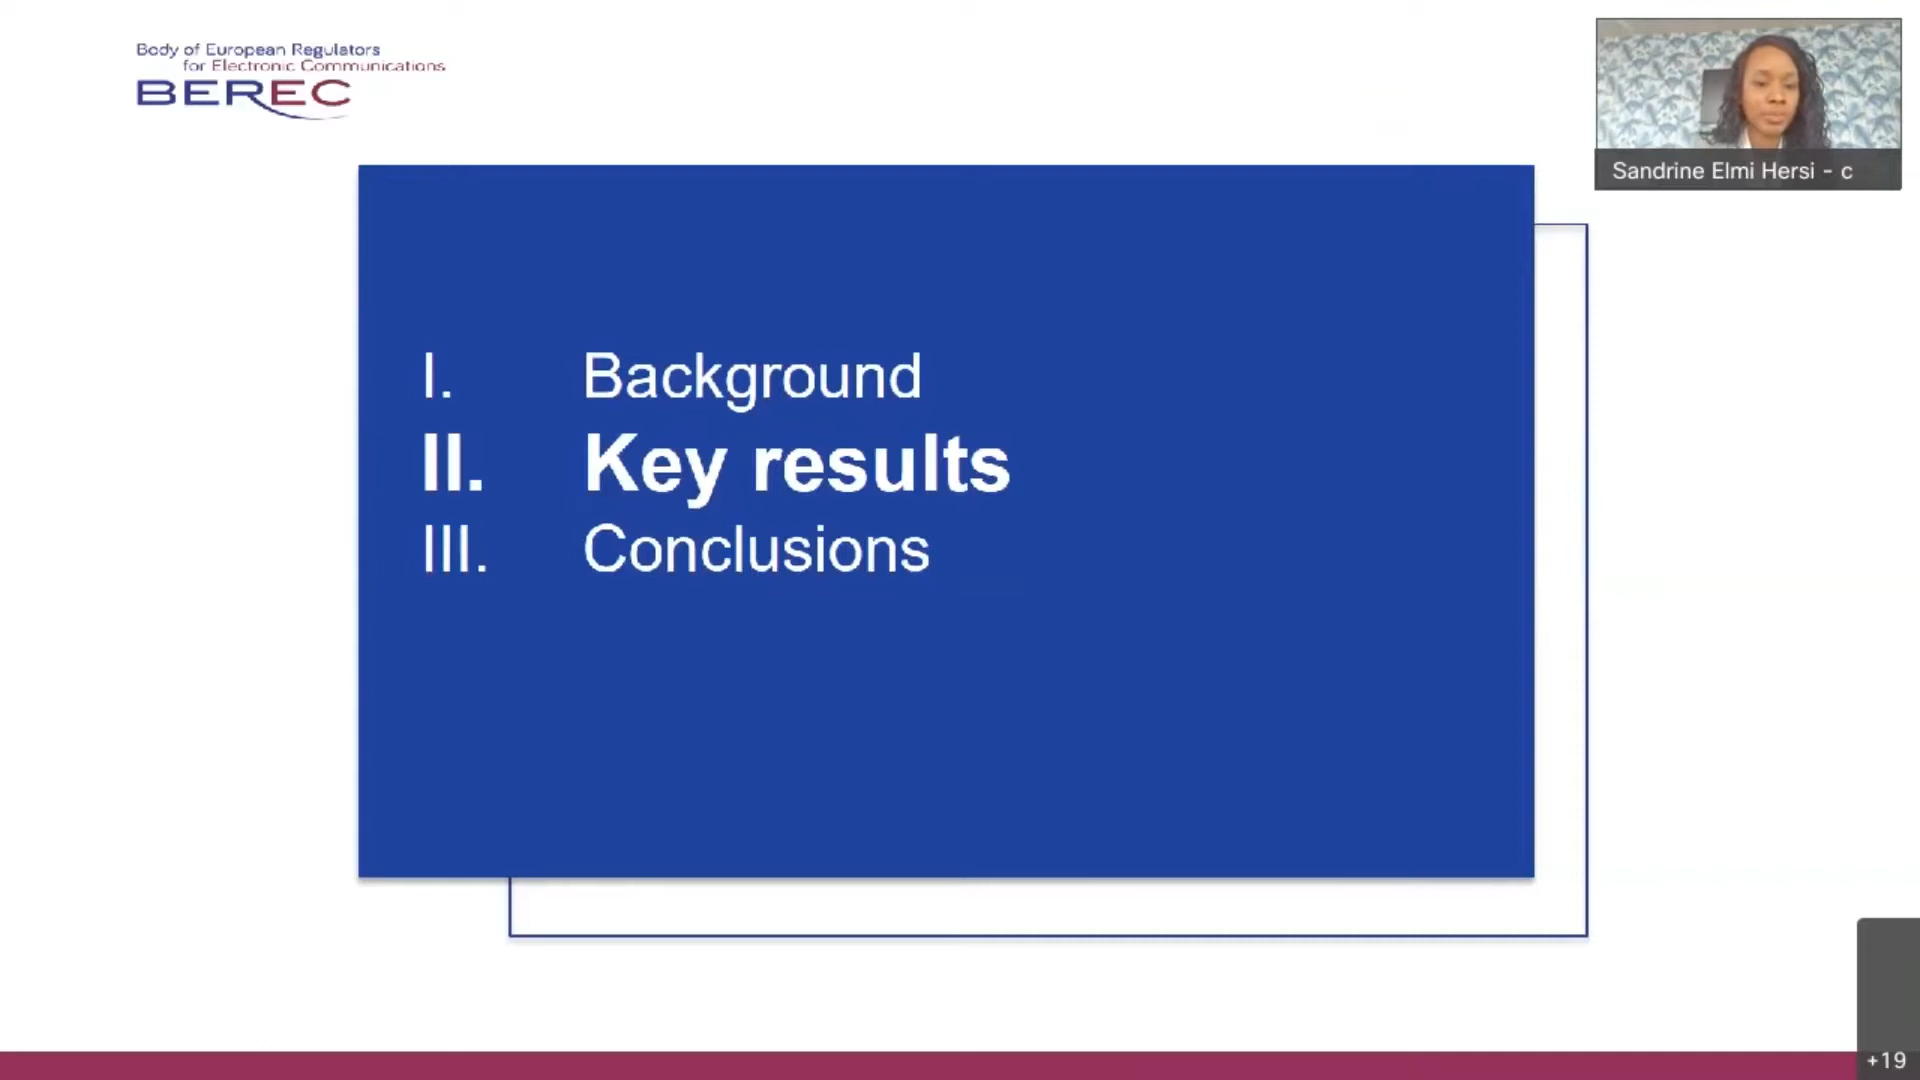 Body of European Regulators
for Electronic Communications
BEREC
Sandrine Elmi Hersi - c
I. Background
II. Key results
III. Conclusions
+19